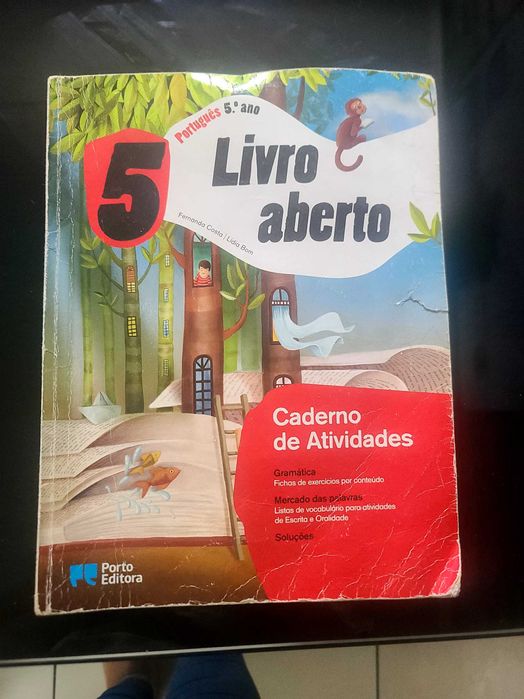 5
Português 5.º ano
Livro
aberto
Fernanda Costa | Lídia Bom
Caderno
de Atividades
Gramática
Fichas de exercícios por conteúdo
Mercado das palavras
Listas de vocabulário para atividades
de Escrita e Oralidade
Soluções
Porto
Editora